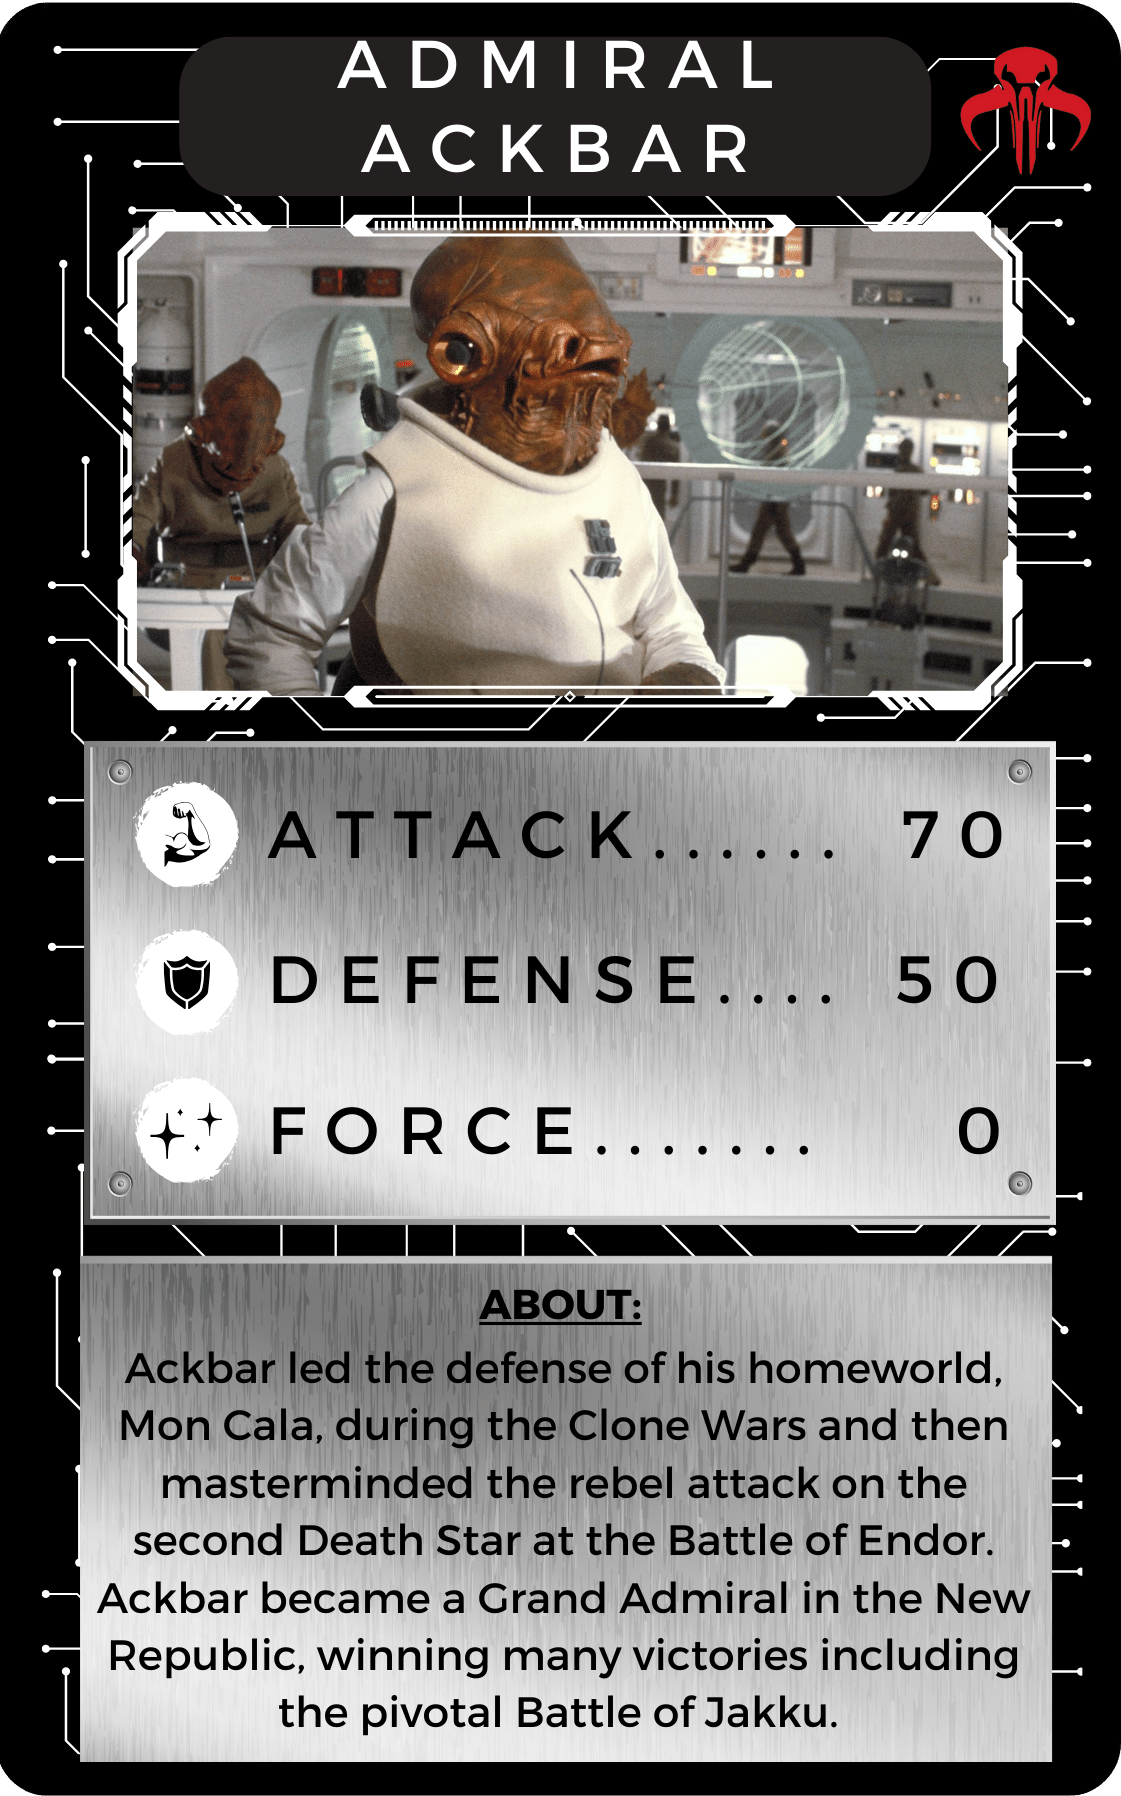 ADMIRAL
ACKBAR
ATTACK...... 70
DEFENSE.... 50
FORCE....... 0
ABOUT:
Ackbar led the defense of his homeworld,
Mon Cala, during the Clone Wars and then
masterminded the rebel attack on the
second Death Star at the Battle of Endor.
Ackbar became a Grand Admiral in the New
Republic, winning many victories including
the pivotal Battle of Jakku.